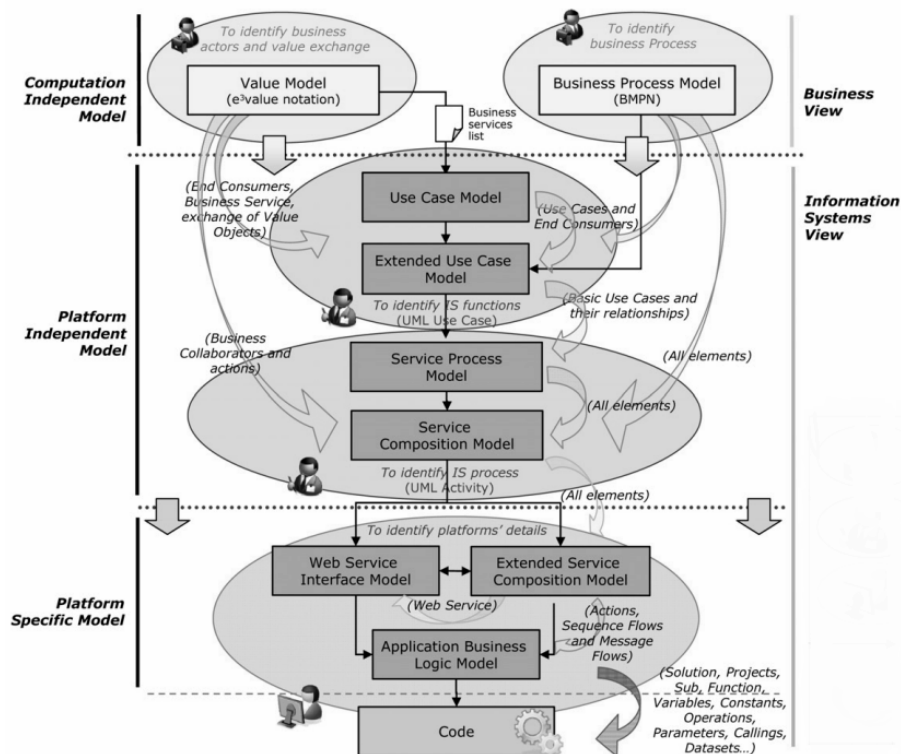 To identify business
actors and value exchange
To identify
business Process
Computation
Independent
Model
Value Model
(e³value notation)
Business
services
list
Business Process Model
(BMPN)
Business
View
(End Consumers,
Business Service,
exchange of Value
Objects)
Use Case Model
(Use Cases and
End Consumers)
Information
Systems
View
Extended Use Case
Model
To identify IS functions
(UML Use Case)
(Basic Use Cases and
their relationships)
Platform
Independent
Model
(Business
Collaborators and
actions)
Service Process
Model
(All elements)
(All elements)
Service
Composition Model
To identify IS process
(UML Activity)
(All elements)
To identify platforms' details
Web Service
Interface Model
Extended Service
Composition Model
Platform
Specific Model
(Web Service)
(Actions,
Sequence Flows
and Message
Flows)
Application Business
Logic Model
(Solution, Projects,
Sub, Function,
Variables, Constants,
Operations,
Parameters, Callings,
Datasets...)
Code